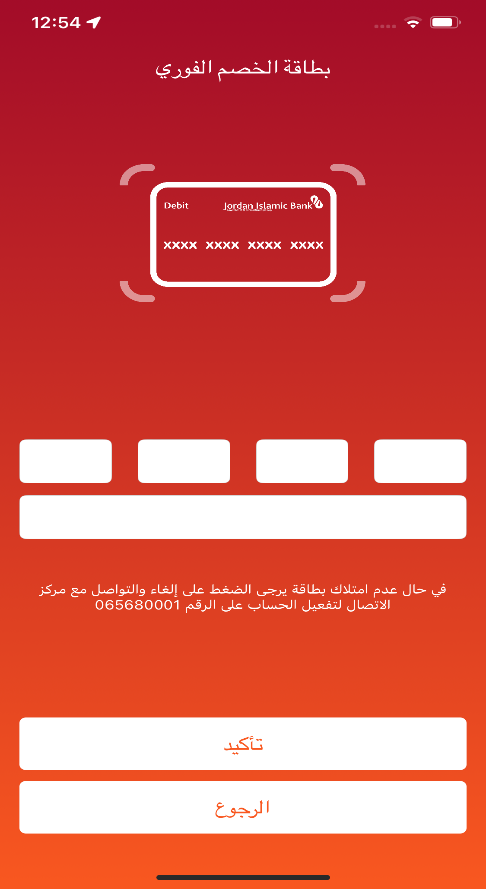 12:54
بطاقة الخصم الفوري
Debit Jordan Islamic Bank
xxxx xxxx xxxx xxxx
في حال عدم امتلاك بطاقة يرجى الضغط على إلغاء والتواصل مع مركز
الاتصال لتفعيل الحساب على الرقم 065680001
تأكيد
الرجوع